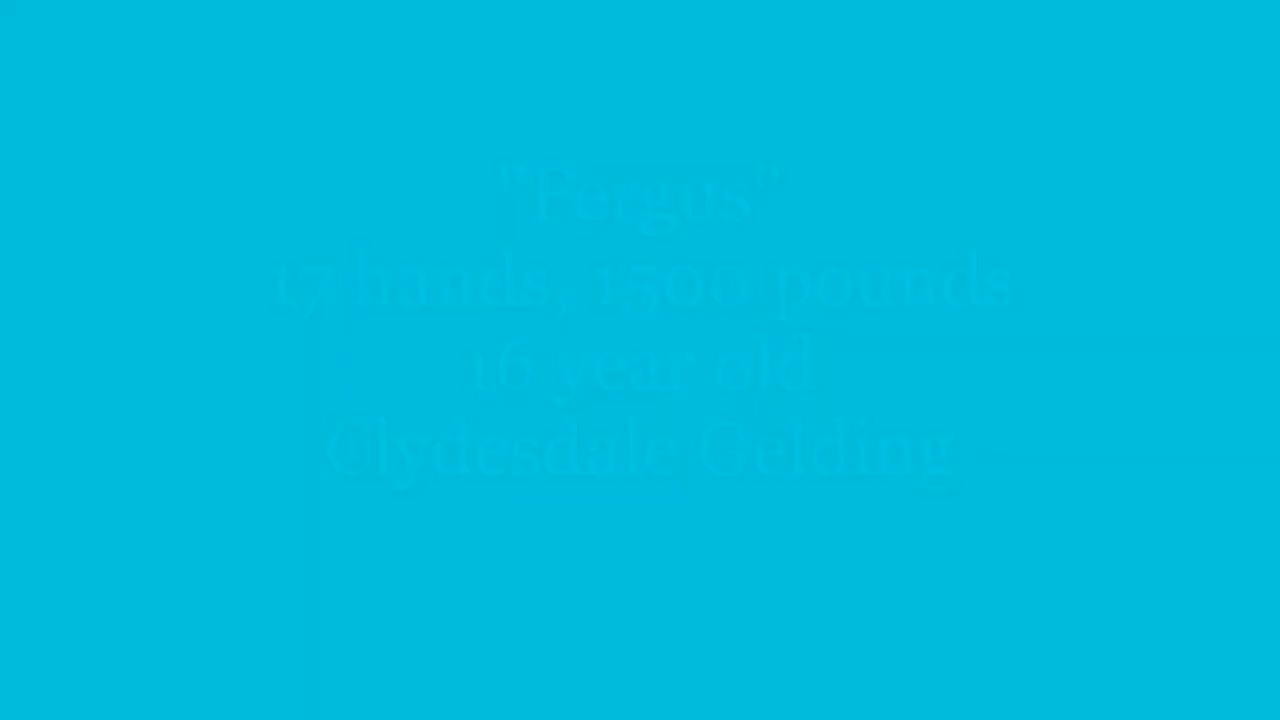 "Fergus"
17 hands, 1500 pounds
16 year old
Clydesdale Gelding